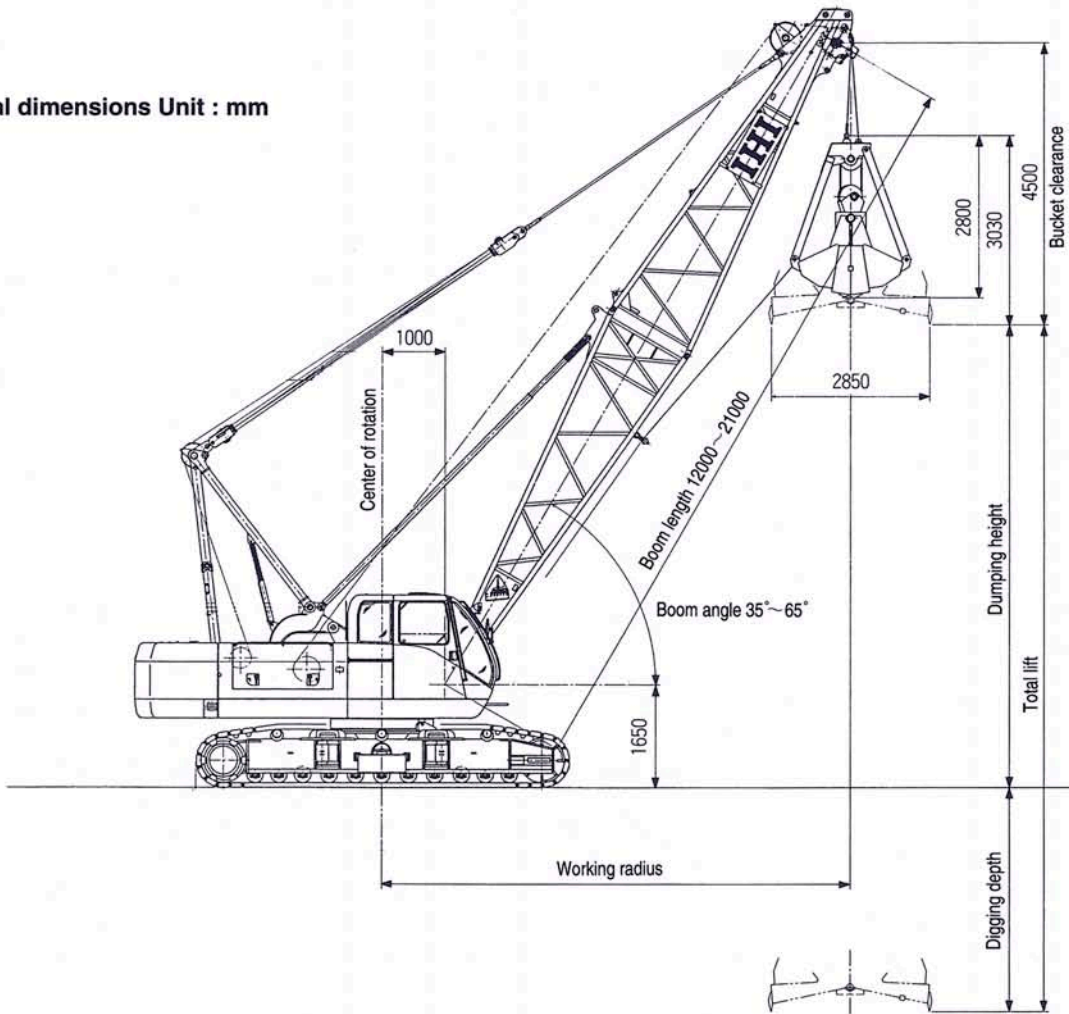 al dimensions Unit : mm
IHI
4500
Bucket clearance
2800
3030
1000
2850
Center of rotation
Boom length 12000~21000
Boom angle 35°~65°
Dumping height
Total lift
1650
Working radius
Digging depth